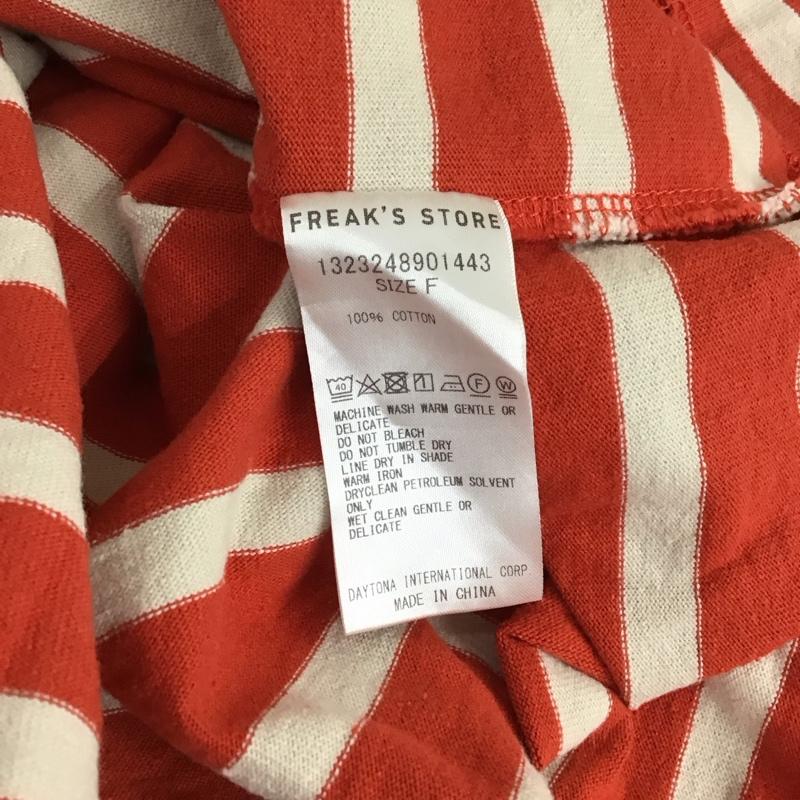 FREAK'S STORE
1323248901443
SIZE F
100% COTTON
40 F W
MACHINE WASH WARM GENTLE OR
DELICATE
DO NOT BLEACH
DO NOT TUMBLE DRY
LINE DRY IN SHADE
WARM IRON
DRYCLEAN PETROLEUM SOLVENT
ONLY
WET CLEAN GENTLE OR
DELICATE
DAYTONA INTERNATIONAL CORP.
MADE IN CHINA